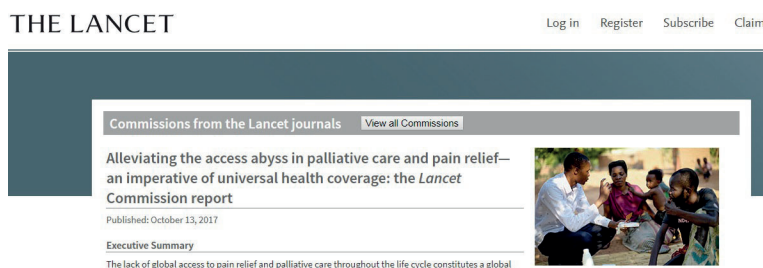 THE LANCET
Log in Register Subscribe Claim
Commissions from the Lancet journals View all Commissions
Alleviating the access abyss in palliative care and pain relief—
an imperative of universal health coverage: the Lancet
Commission report
Published: October 13, 2017
Executive Summary
The lack of global access to pain relief and palliative care throughout the life cycle constitutes a global